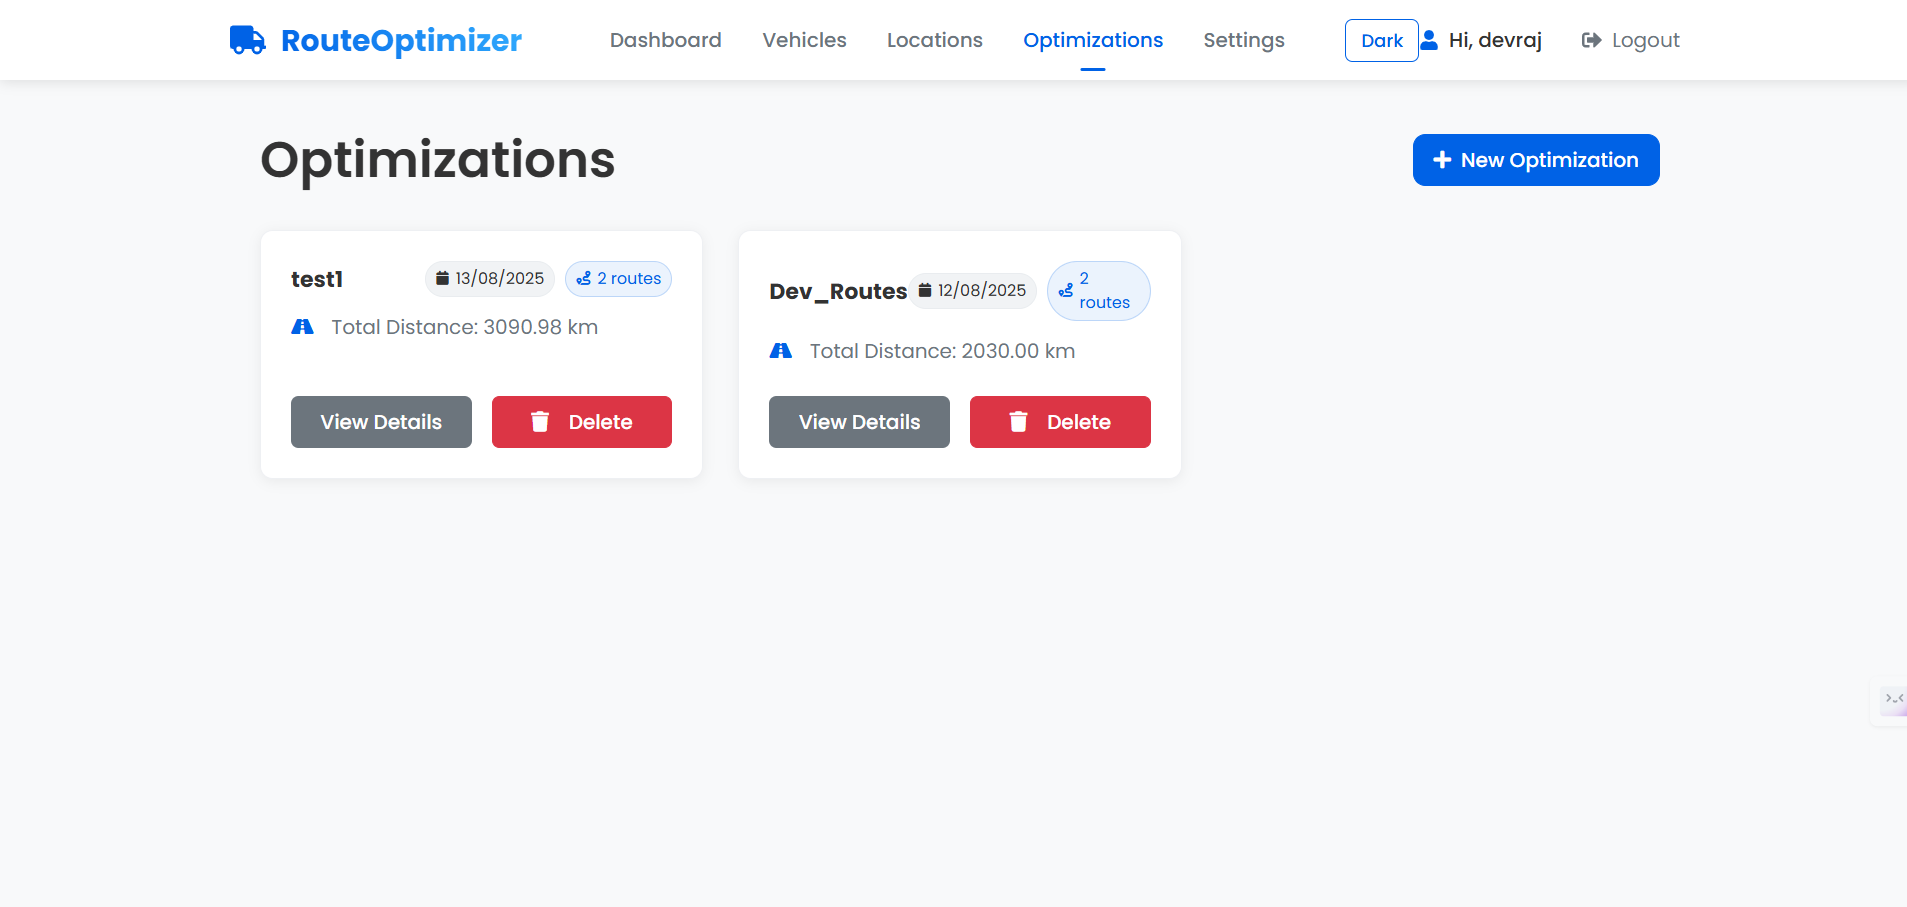 RouteOptimizer
Dashboard
Vehicles
Locations
Optimizations
Settings
Dark
Hi, devraj
Logout
Optimizations
New Optimization
test1
13/08/2025
2 routes
Total Distance: 3090.98 km
View Details
Delete
Dev_Routes
12/08/2025
2
routes
Total Distance: 2030.00 km
View Details
Delete